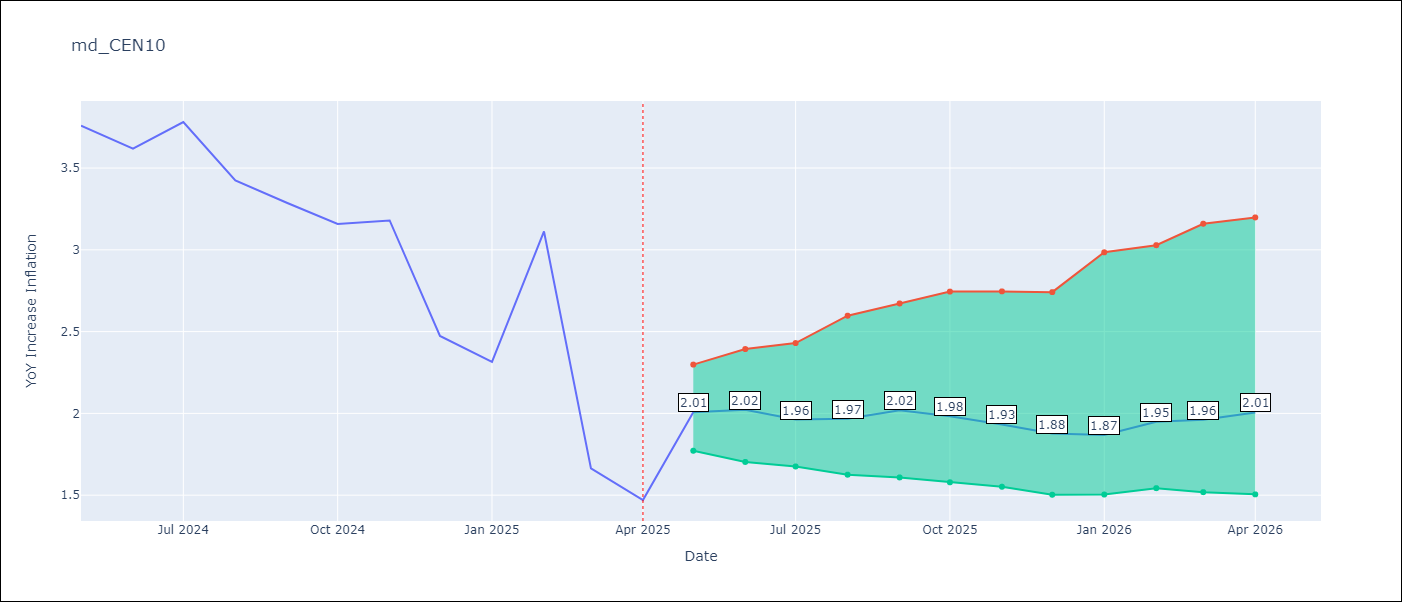 md_CEN10
YoY Increase Inflation
3.5
3
2.5
2
1.5
2.01
2.02
1.96
1.97
2.02
1.98
1.93
1.88
1.87
1.95
1.96
2.01
Jul 2024
Oct 2024
Jan 2025
Apr 2025
Jul 2025
Oct 2025
Jan 2026
Apr 2026
Date